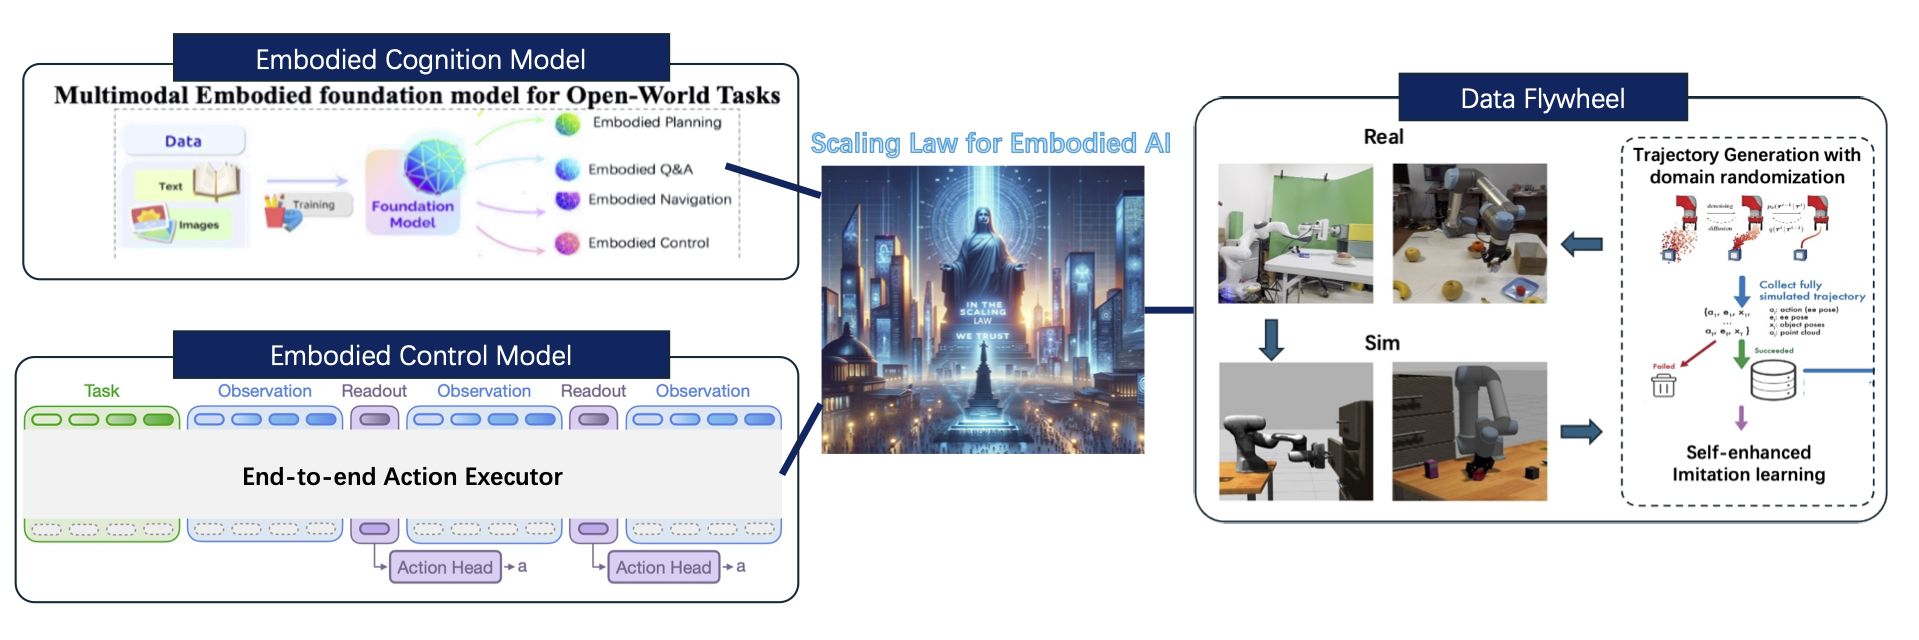 Embodied Cognition Model
Multimodal Embodied foundation model for Open-World Tasks
Data
Text
Images
Training
Foundation
Model
Embodied Planning
Embodied Q&A
Embodied Navigation
Embodied Control
Embodied Control Model
Task
Observation
Readout
Observation
Readout
Observation
End-to-end Action Executor
Action Head
a
Action Head
a
Scaling Law for Embodied AI
IN THE
SCALING
LAW
WE TRUST
Data Flywheel
Real
Sim
Trajectory Generation with
domain randomization
denoising
diffusion
Collect fully
simulated trajectory
{a₁, e₁, x₁,
...
a_T, e_T, x_T }
a_i: action (ee pose)
e_i: ee pose
x_i: object poses
o_i: point cloud
Failed
Succeeded
Self-enhanced
Imitation learning